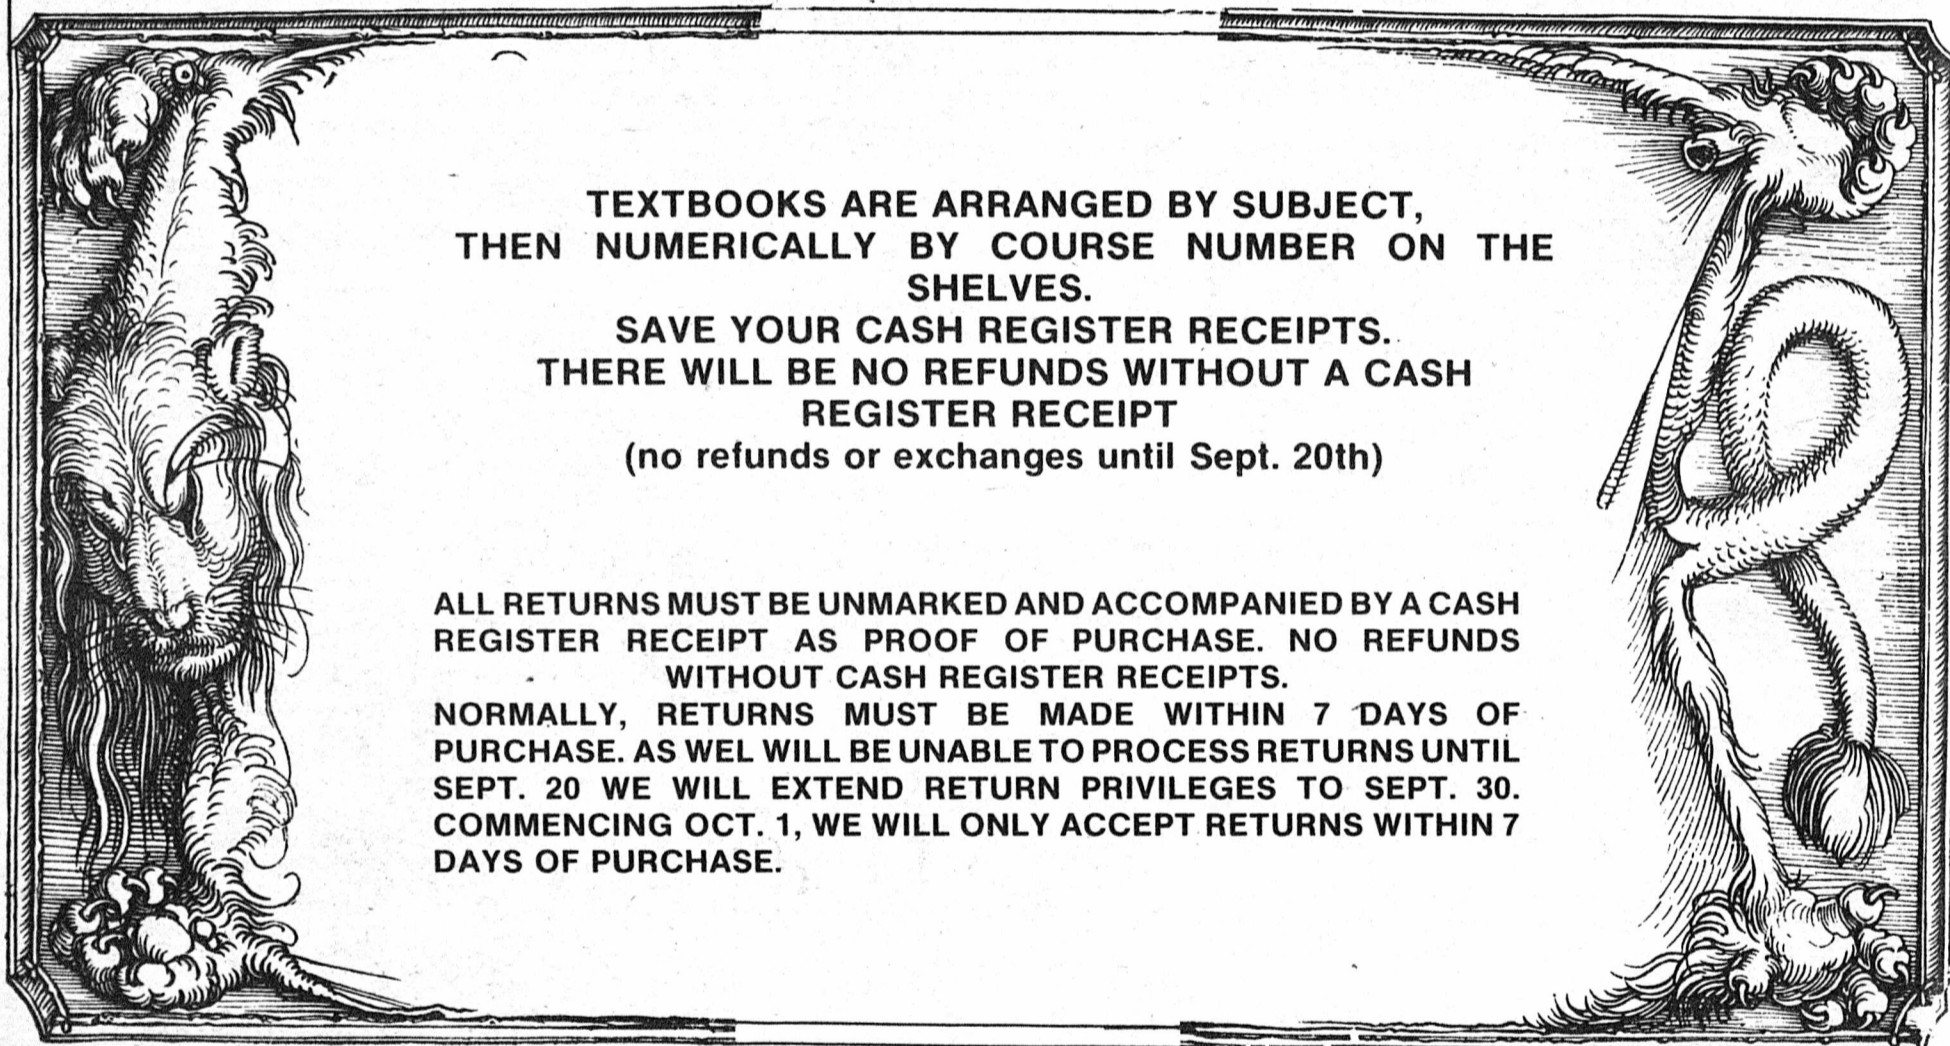 TEXTBOOKS ARE ARRANGED BY SUBJECT,
THEN NUMERICALLY BY COURSE NUMBER ON THE
SHELVES.
SAVE YOUR CASH REGISTER RECEIPTS.
THERE WILL BE NO REFUNDS WITHOUT A CASH
REGISTER RECEIPT
(no refunds or exchanges until Sept. 20th)
ALL RETURNS MUST BE UNMARKED AND ACCOMPANIED BY A CASH
REGISTER RECEIPT AS PROOF OF PURCHASE. NO REFUNDS
WITHOUT CASH REGISTER RECEIPTS.
NORMALLY, RETURNS MUST BE MADE WITHIN 7 DAYS OF
PURCHASE. AS WEL WILL BE UNABLE TO PROCESS RETURNS UNTIL
SEPT. 20 WE WILL EXTEND RETURN PRIVILEGES TO SEPT. 30.
COMMENCING OCT. 1, WE WILL ONLY ACCEPT RETURNS WITHIN 7
DAYS OF PURCHASE.